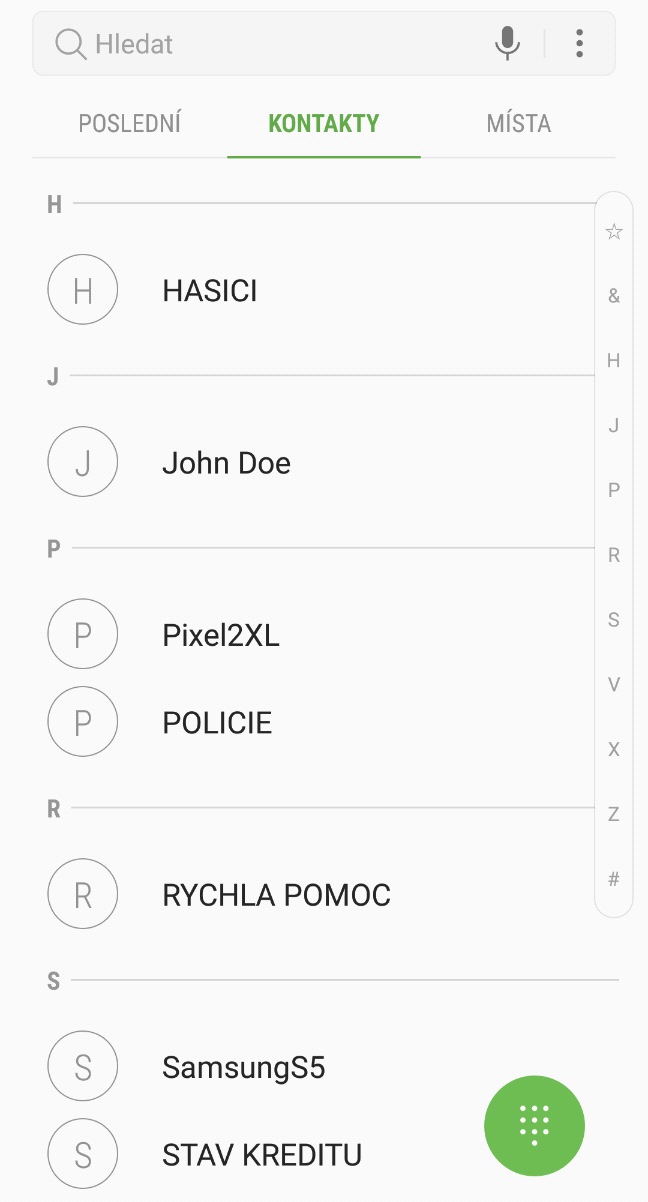 Hledat
POSLEDNÍ KONTAKTY MÍSTA
H
H HASICI
J
J John Doe
P
P Pixel2XL
P POLICIE
R
R RYCHLA POMOC
S
S SamsungS5
S STAV KREDITU
&
H
J
P
R
S
V
X
Z
#